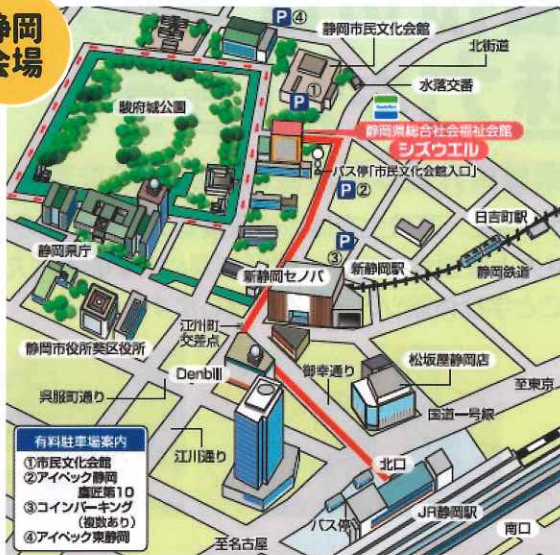 静岡
会場
P④
静岡市民文化会館
北街道
①
水落交番
P
FamilyMart
駿府城公園
静岡県総合社会福祉会館
シズウエル
バス停「市民文化会館入口」
P②
日吉町駅
P
③
静岡県庁
新静岡セノバ
新静岡駅
静岡鉄道
江川町
交差点
静岡市役所葵区役所
御幸通り
松坂屋静岡店
Denbill
呉服町通り
至東京
国道一号線
有料駐車場案内
①市民文化会館
②アイペック静岡
鷹匠第10
③コインパーキング
(複数あり)
④アイペック東静岡
江川通り
北口
南口
バス停
JR静岡駅
至名古屋